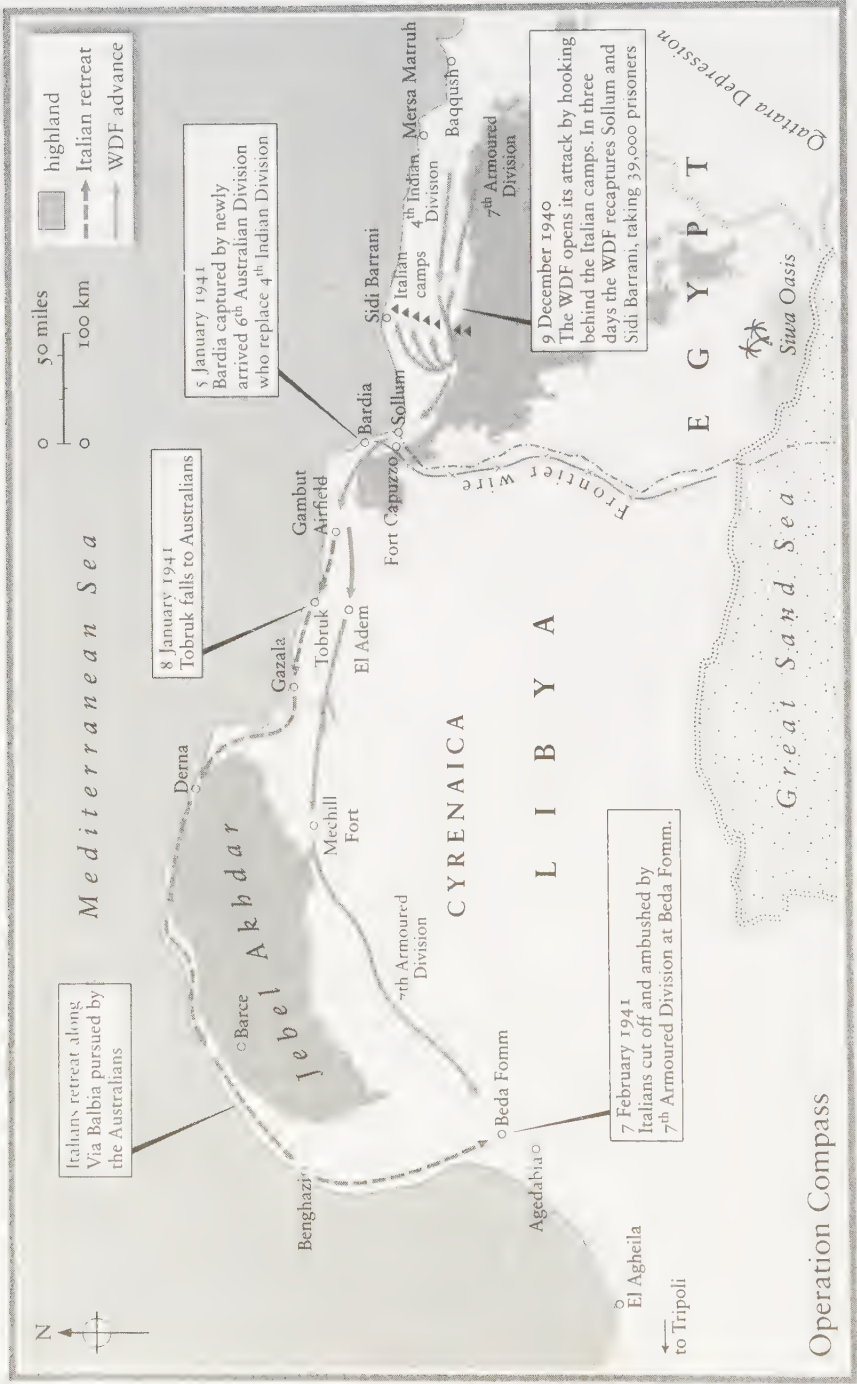 N
Mediterranean Sea
0 50 miles
0 100 km
highland
Italian retreat
WDF advance
Italians retreat along
Via Balbia pursued by
the Australians
8 January 1941
Tobruk falls to Australians
5 January 1941
Bardia captured by newly
arrived 6th Australian Division
who replace 4th Indian Division
Derna
Gazala
Tobruk
Gambut
Airfield
El Adem
Bardia
Sollum
Fort Capuzzo
Sidi Barrani
Italian
camps
4th Indian
Division
Mersa Matruh
Baqqush
7th Armoured
Division
Barce
Jebel Akhdar
Benghazi
Mechill
Fort
7th Armoured
Division
CYRENAICA
Beda Fomm
Agedabia
El Agheila
to Tripoli
LIBYA
Frontier Wire
9 December 1940
The WDF opens its attack by hooking
behind the Italian camps. In three
days the WDF recaptures Sollum and
Sidi Barrani, taking 39,000 prisoners
7 February 1941
Italians cut off and ambushed by
7th Armoured Division at Beda Fomm.
EGYPT
Qattara Depression
Siwa Oasis
Great Sand Sea
Operation Compass